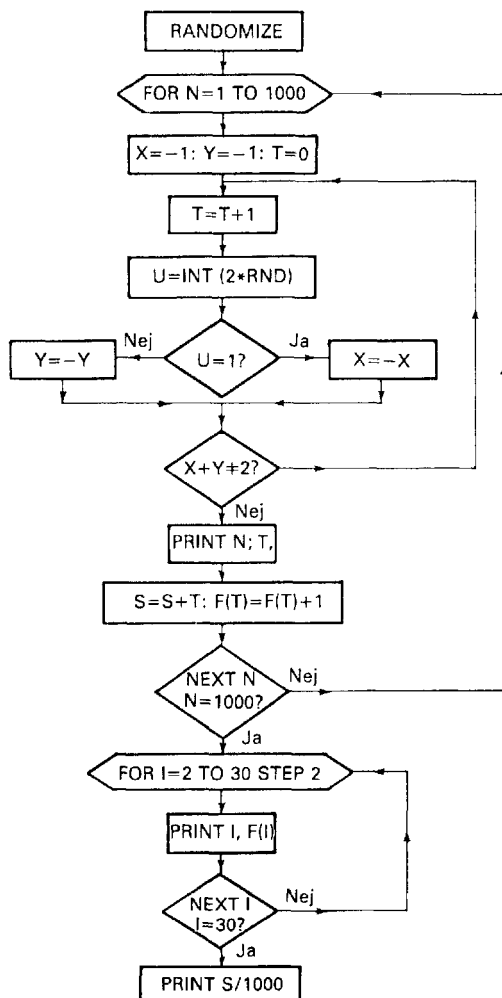 RANDOMIZE
FOR N=1 TO 1000
X=−1: Y=−1: T=0
T=T+1
U=INT (2*RND)
Nej
Ja
Y=−Y
U=1?
X=−X
X+Y≠2?
Nej
PRINT N; T,
S=S+T: F(T)=F(T)+1
NEXT N
N=1000?
Nej
Ja
FOR I=2 TO 30 STEP 2
PRINT I, F(I)
NEXT I
I=30?
Nej
Ja
PRINT S/1000